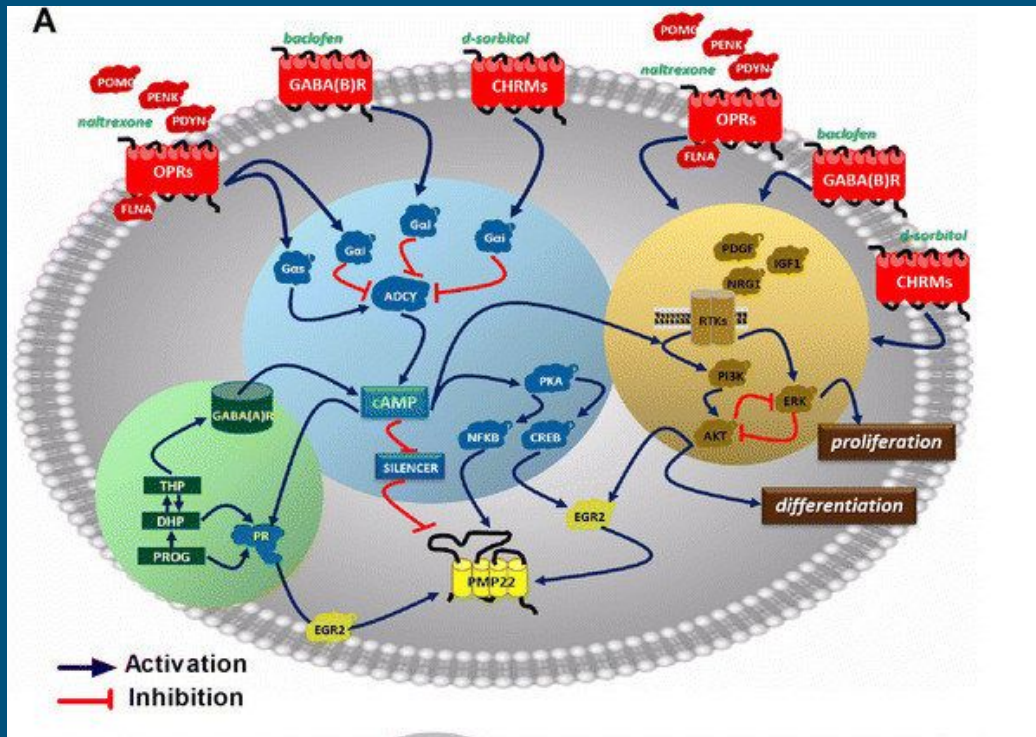 A
baclofen
d-sorbitol
POMC
PENK
naltrexone
PDYN
GABA(B)R
CHRMs
POMC
PENK
naltrexone
PDYN
OPRs
FLNA
OPRs
FLNA
baclofen
GABA(B)R
d-sorbitol
CHRMs
Gαi
Gαi
Gαi
Gαs
ADCY
PDGF
IGF1
NRG1
RTKs
cAMP
PKA
PI3K
ERK
GABA(A)R
NFKB
CREB
AKT
proliferation
SILENCER
THP
DHP
PROG
PR
EGR2
differentiation
PMP22
EGR2
Activation
Inhibition